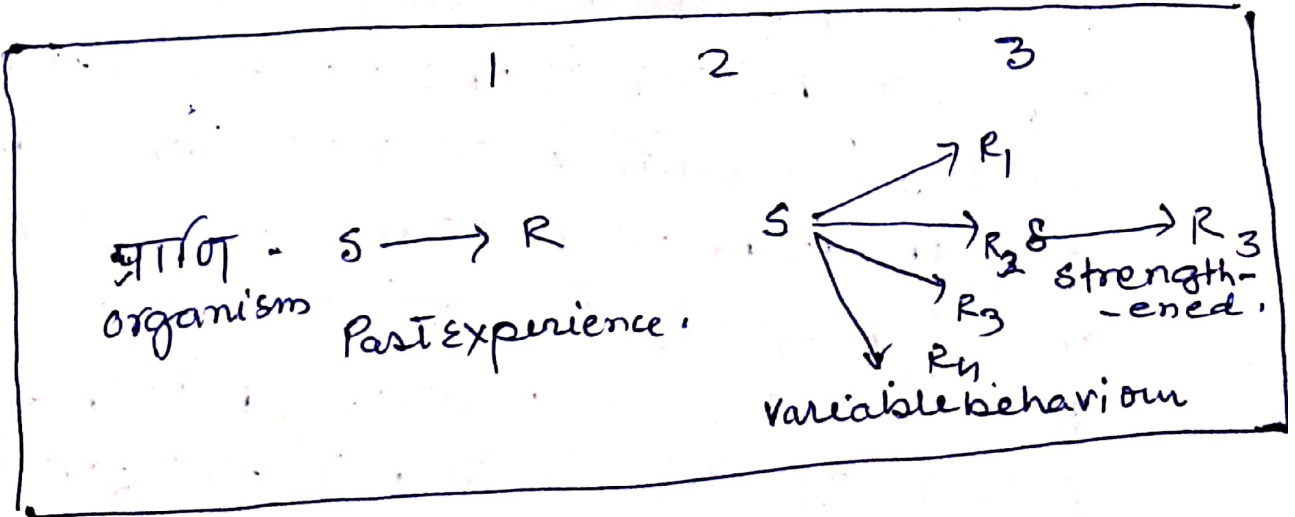 1. 2 3
R1
प्राणि - S → R S R2 S → R3
organism Past Experience. R3 strength-
-ened.
R4
variable behaviour